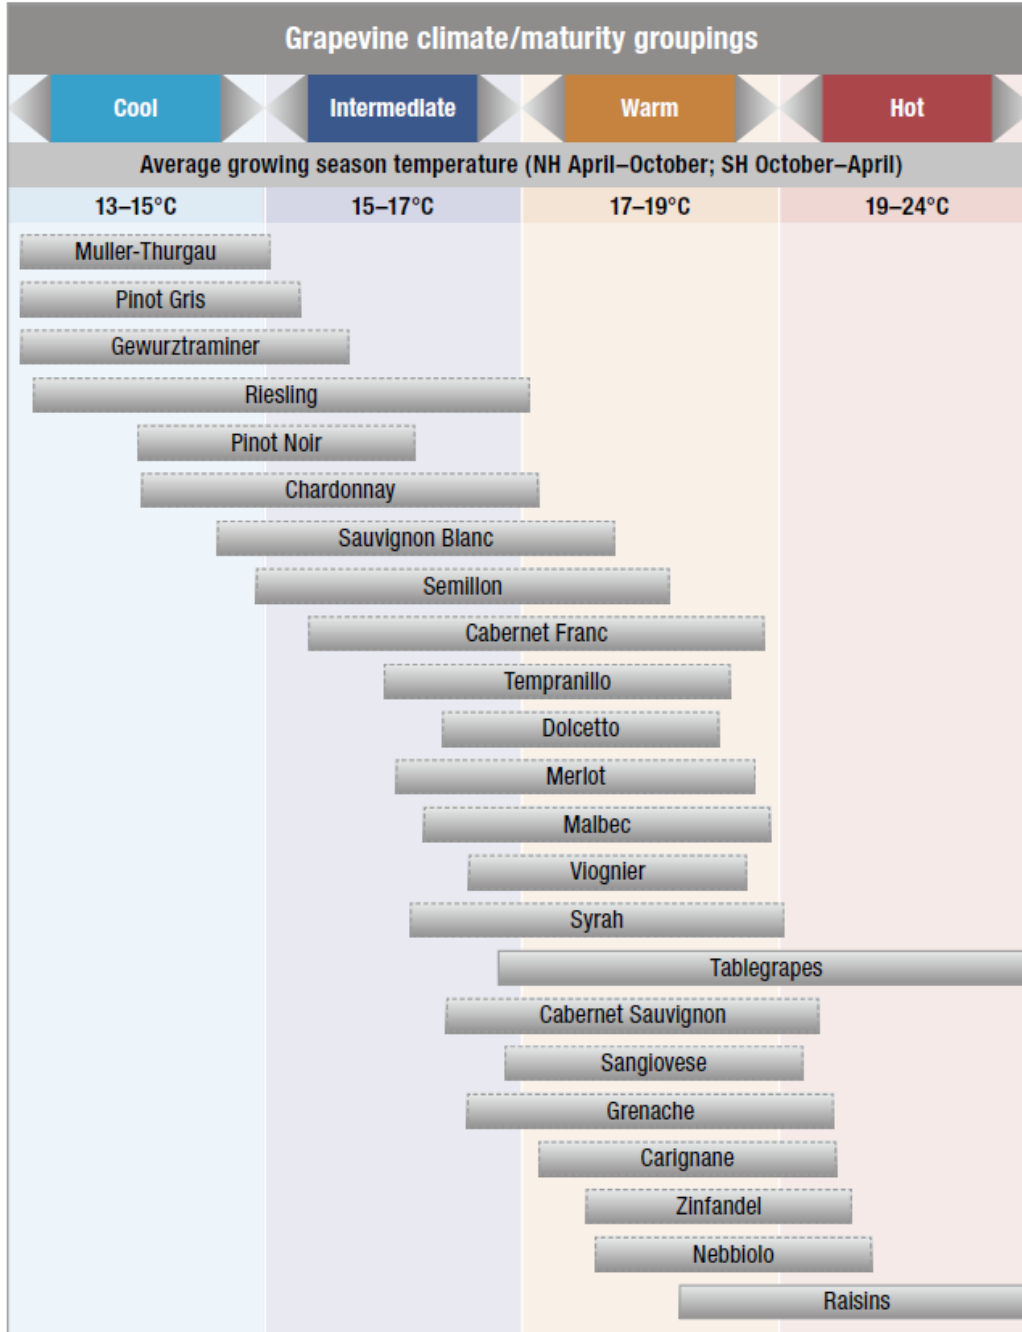 Grapevine climate/maturity groupings
Cool Intermediate Warm Hot
Average growing season temperature (NH April–October; SH October–April)
13–15°C 15–17°C 17–19°C 19–24°C
Muller-Thurgau
Pinot Gris
Gewurztraminer
Riesling
Pinot Noir
Chardonnay
Sauvignon Blanc
Semillon
Cabernet Franc
Tempranillo
Dolcetto
Merlot
Malbec
Viognier
Syrah
Tablegrapes
Cabernet Sauvignon
Sangiovese
Grenache
Carignane
Zinfandel
Nebbiolo
Raisins